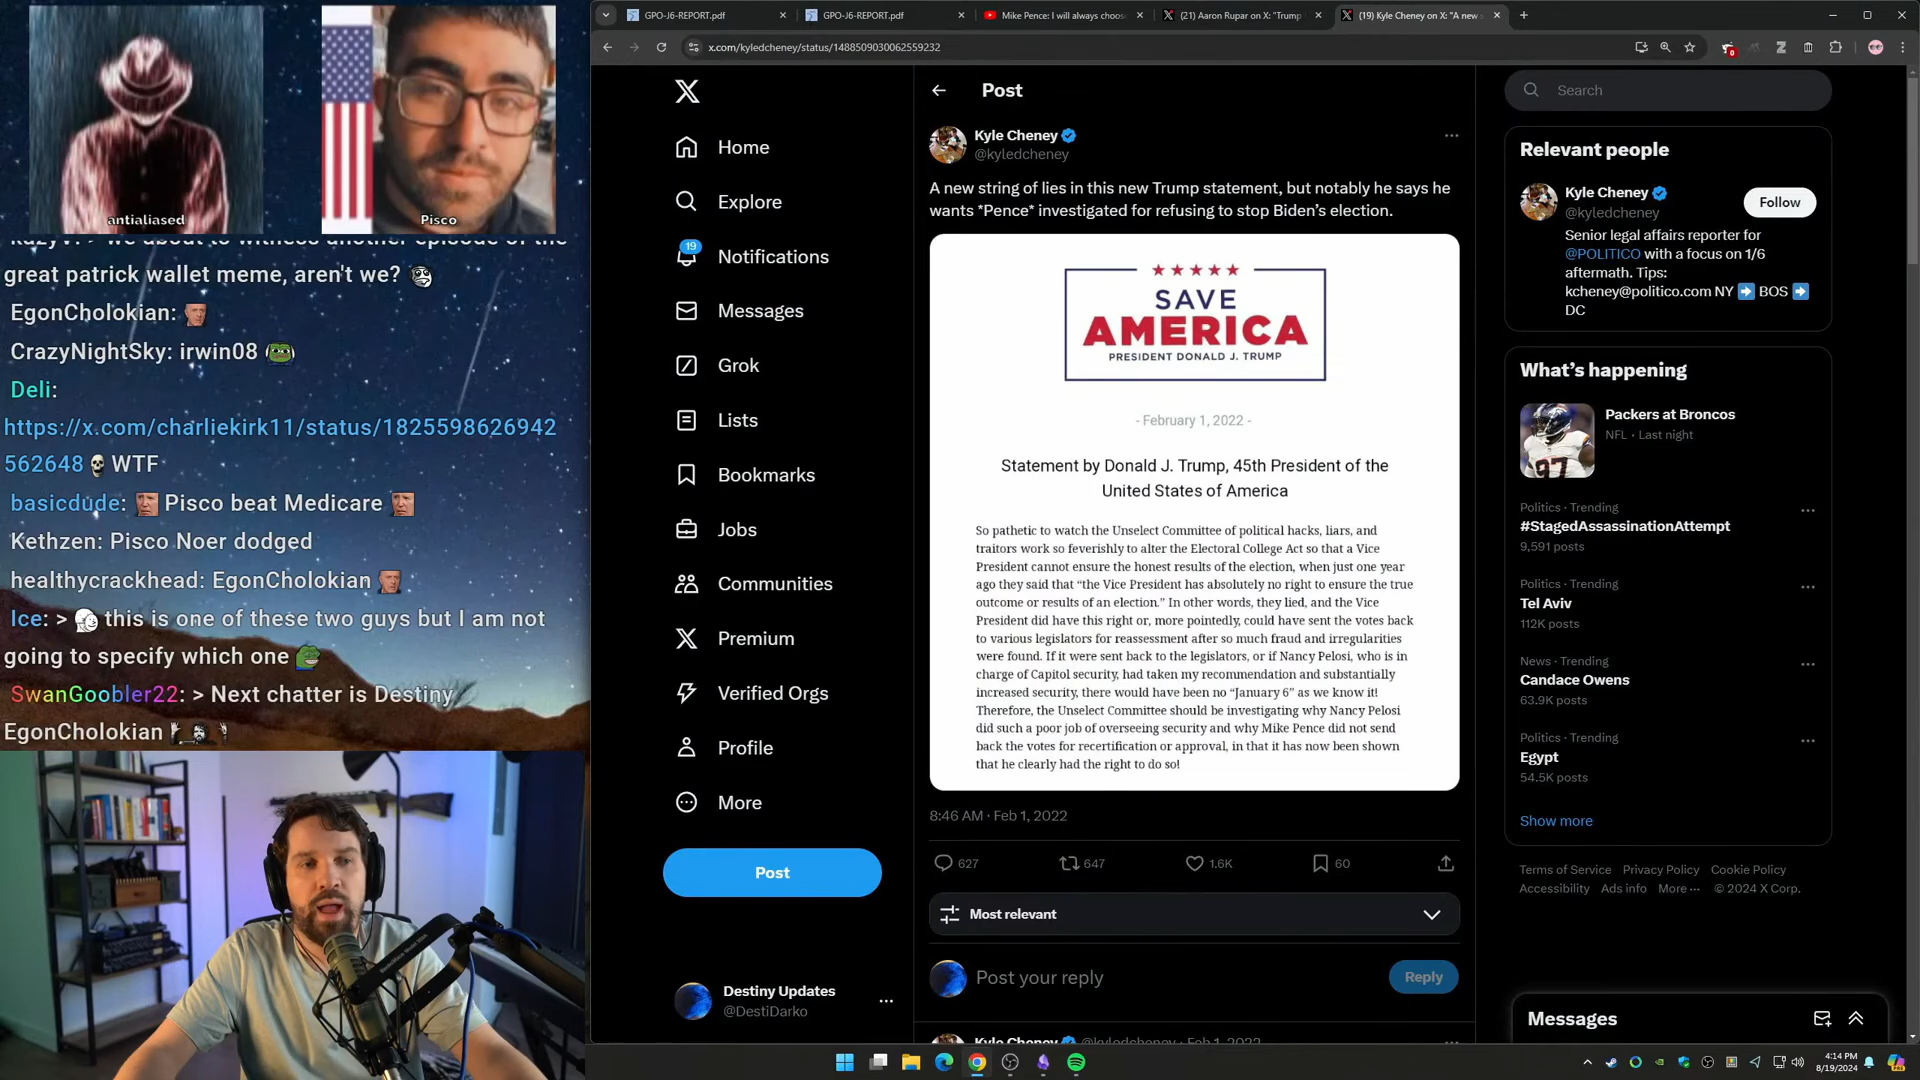 antialiased
Pisco
kazyv: > we about to witness another episode of the
great patrick wallet meme, aren't we?
EgonCholokian:
CrazyNightSky: irwin08
Deli:
https://x.com/charliekirk11/status/1825598626942
562648 WTF
basicdude: Pisco beat Medicare
Kethzen: Pisco Noer dodged
healthycrackhead: EgonCholokian
Ice: > this is one of these two guys but I am not
going to specify which one
SwanGoobler22: > Next chatter is Destiny
EgonCholokian
GPO-J6-REPORT.pdf
GPO-J6-REPORT.pdf
Mike Pence: I will always choos
(21) Aaron Rupar on X: "Trump
(19) Kyle Cheney on X: "A new s
x.com/kyledcheney/status/1488509030062559232
Home
Explore
19
Notifications
Messages
Grok
Lists
Bookmarks
Jobs
Communities
Premium
Verified Orgs
Profile
More
Post
Destiny Updates
@DestiDarko
Post
Kyle Cheney
@kyledcheney
A new string of lies in this new Trump statement, but notably he says he
wants *Pence* investigated for refusing to stop Biden's election.
SAVE
AMERICA
PRESIDENT DONALD J. TRUMP
- February 1, 2022 -
Statement by Donald J. Trump, 45th President of the
United States of America
So pathetic to watch the Unselect Committee of political hacks, liars, and
traitors work so feverishly to alter the Electoral College Act so that a Vice
President cannot ensure the honest results of the election, when just one year
ago they said that “the Vice President has absolutely no right to ensure the true
outcome or results of an election.” In other words, they lied, and the Vice
President did have this right or, more pointedly, could have sent the votes back
to various legislators for reassessment after so much fraud and irregularities
were found. If it were sent back to the legislators, or if Nancy Pelosi, who is in
charge of Capitol security, had taken my recommendation and substantially
increased security, there would have been no “January 6” as we know it!
Therefore, the Unselect Committee should be investigating why Nancy Pelosi
did such a poor job of overseeing security and why Mike Pence did not send
back the votes for recertification or approval, in that it has now been shown
that he clearly had the right to do so!
8:46 AM · Feb 1, 2022
627 647 1.6K 60
Most relevant
Post your reply
Reply
Kyle Cheney @kyledcheney · Feb 1, 2022
Search
Relevant people
Kyle Cheney
@kyledcheney
Follow
Senior legal affairs reporter for
@POLITICO with a focus on 1/6
aftermath. Tips:
kcheney@politico.com NY ➡️ BOS ➡️
DC
What's happening
Packers at Broncos
NFL · Last night
Politics · Trending
#StagedAssassinationAttempt
9,591 posts
Politics · Trending
Tel Aviv
112K posts
News · Trending
Candace Owens
63.9K posts
Politics · Trending
Egypt
54.5K posts
Show more
Terms of Service Privacy Policy Cookie Policy
Accessibility Ads info More ··· © 2024 X Corp.
Messages
4:14 PM
8/19/2024